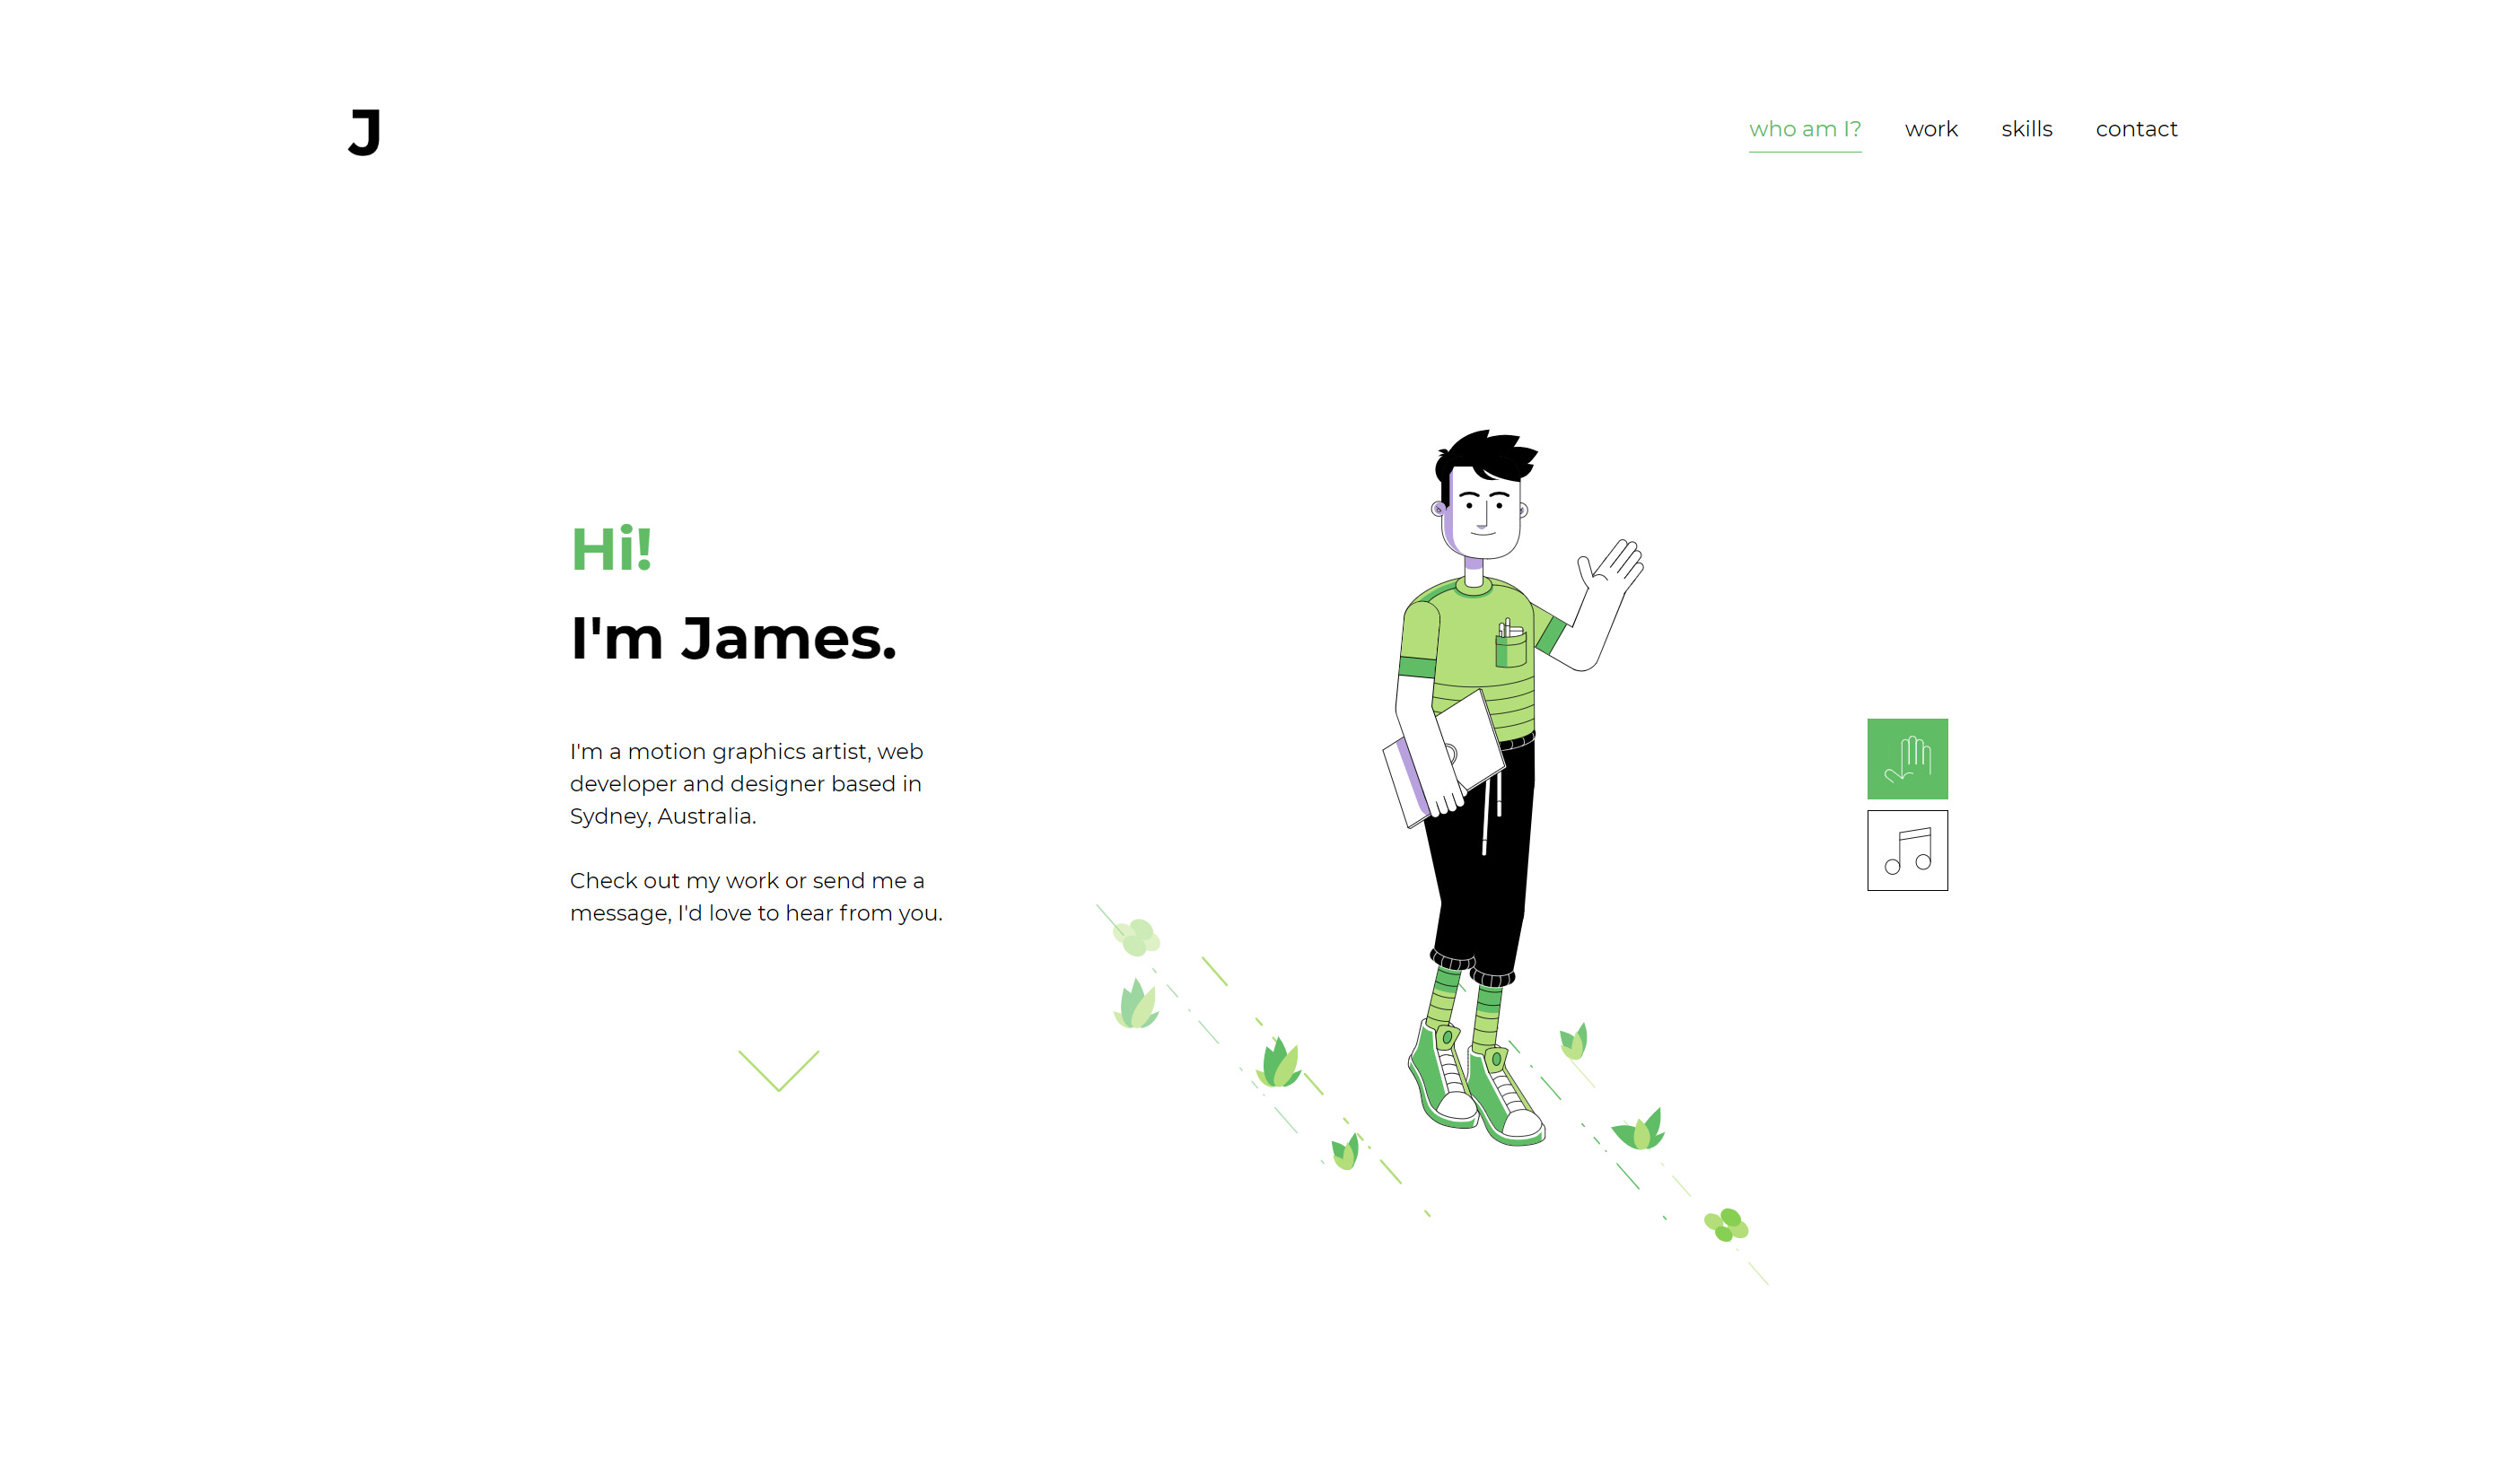 J
who am I? work skills contact
Hi!
I'm James.
I'm a motion graphics artist, web
developer and designer based in
Sydney, Australia.
Check out my work or send me a
message, I'd love to hear from you.